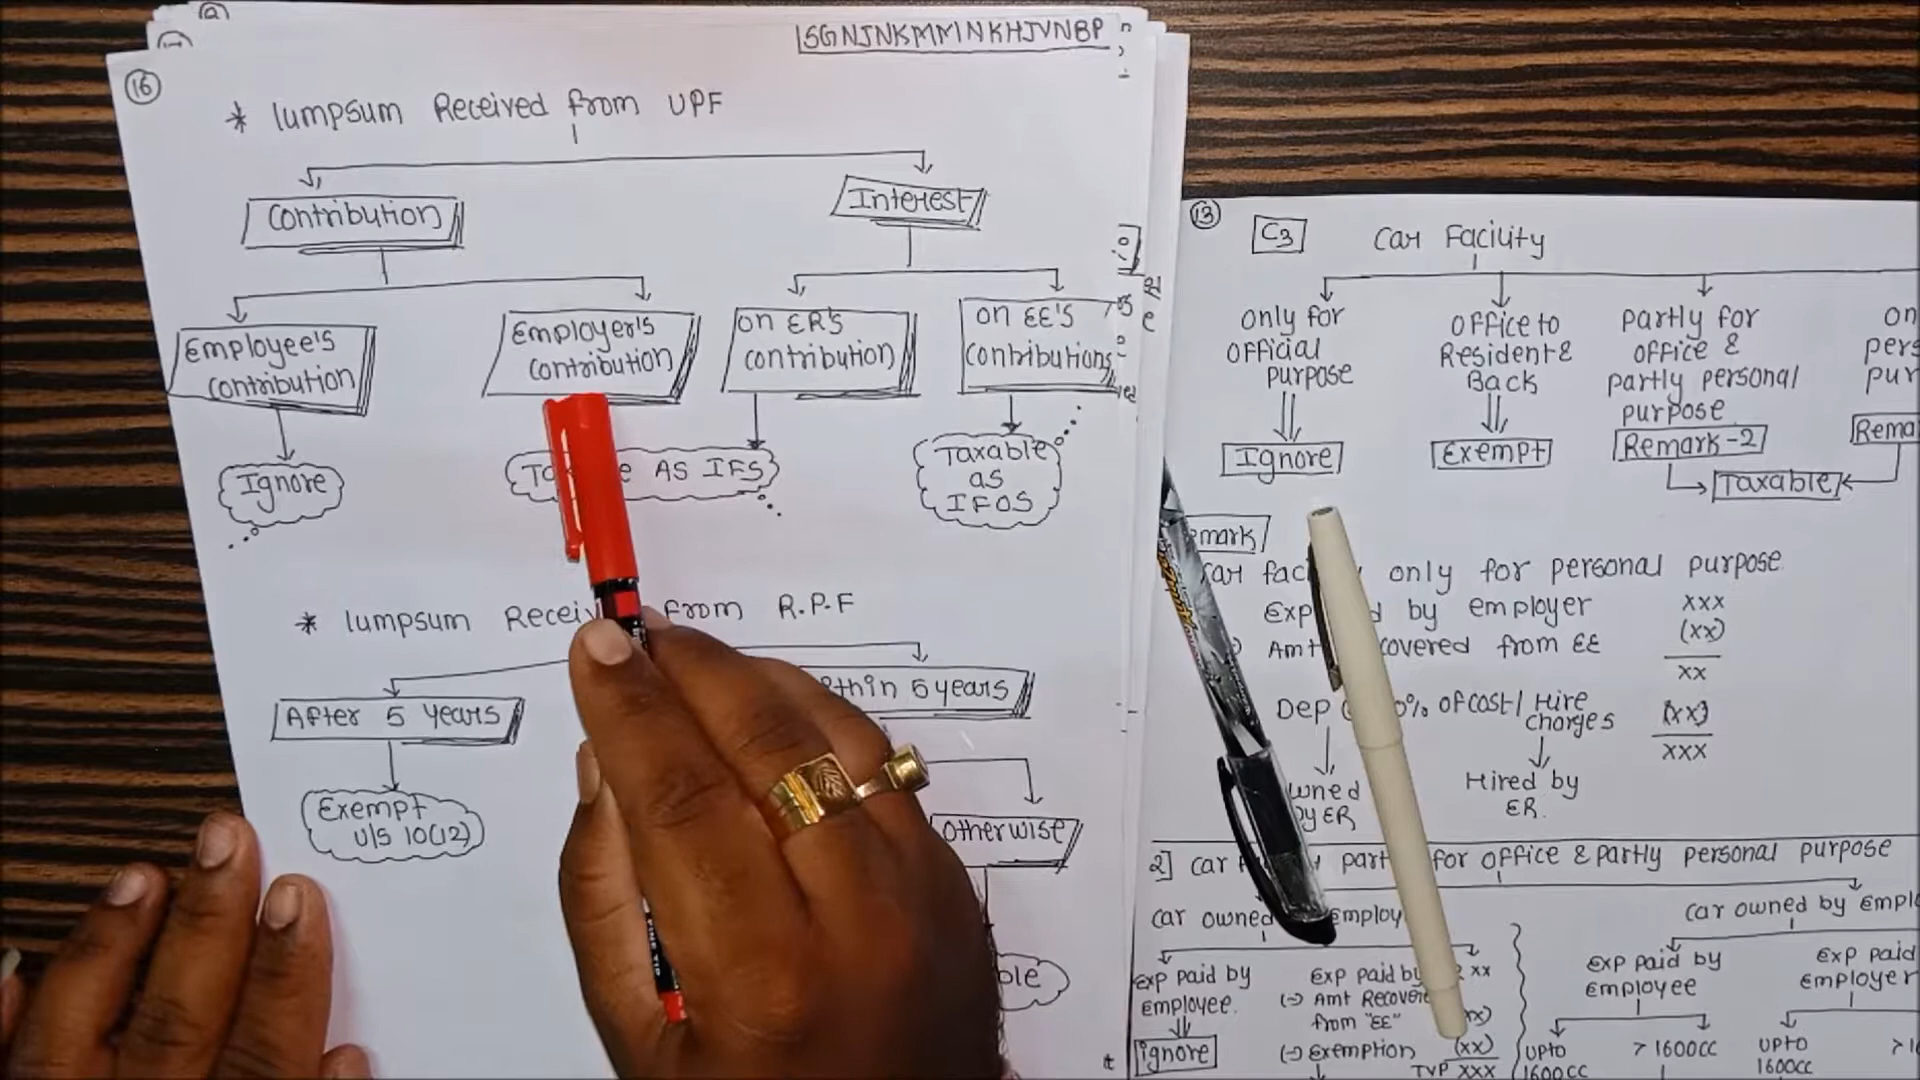 SGNJNKMMNKHJVNBP
16
* lumpsum Received from UPF
Contribution
Interest
Employee's
contribution
Employer's
contribution
on ER'S
contribution
on EE'S
contributions
Ignore
AS IFS
Taxable
as
IFOS
* lumpsum from R.P.F
After 5 years
5 years
Exempt
U/S 10(12)
otherwise
13
C3 Car Facility
only for
official
purpose
Ignore
office to
Resident &
Back
Exempt
partly for
office &
partly personal
purpose
Remark-2
Taxable
only for personal purpose
by employer xxx
Amt from EE (xx)
xx
Dep of cost / Hire
charges (xx)
xxx
by ER
Hired by
ER.
2] car for office & partly personal purpose
car owned
car owned by
Exp paid by
employee.
ignore
Exp paid by xx
(-) Amt
from "EE"
(-) Exemption (xx)
TVP xxx
Exp paid by
employee
upto
1600cc
> 1600cc
Exp paid
employer
upto
1600cc